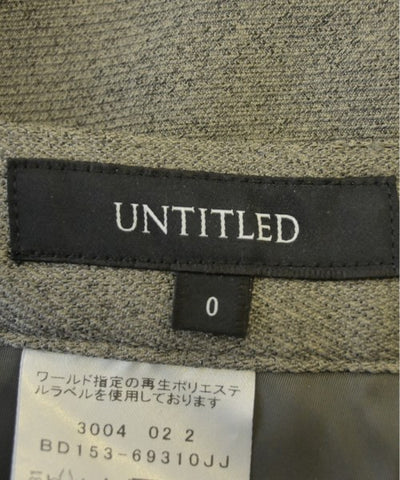 UNTITLED
0
ワールド指定の再生ポリエステ
ルラベルを使用しております
3004 02 2
BD153-69310JJ